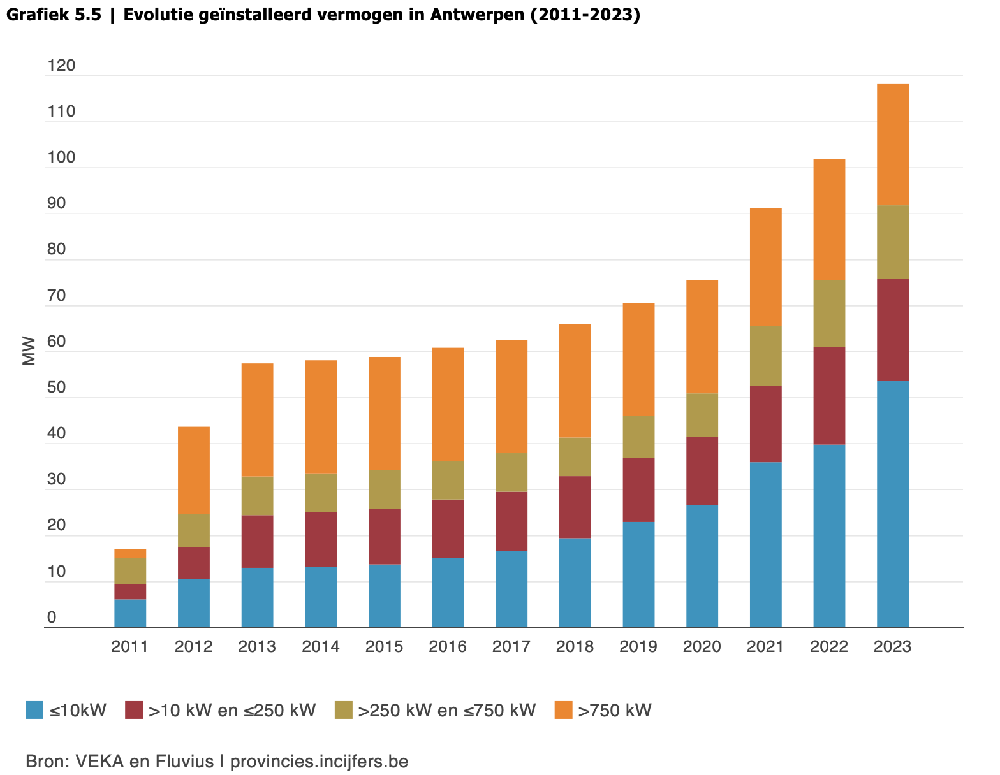 Grafiek 5.5 | Evolutie geïnstalleerd vermogen in Antwerpen (2011-2023)
120
110
100
90
80
70
60
50
40
30
20
10
0
MW
2011 2012 2013 2014 2015 2016 2017 2018 2019 2020 2021 2022 2023
≤10kW >10 kW en ≤250 kW >250 kW en ≤750 kW >750 kW
Bron: VEKA en Fluvius | provincies.incijfers.be